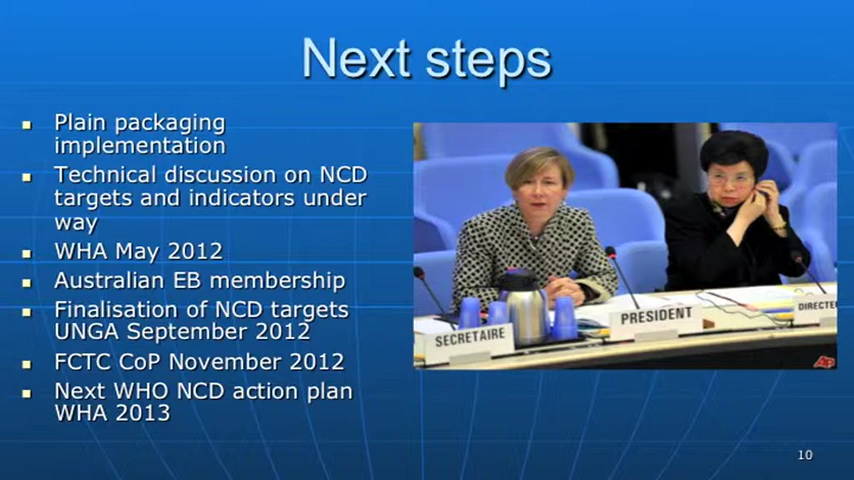 Next steps
Plain packaging
implementation
Technical discussion on NCD
targets and indicators under
way
WHA May 2012
Australian EB membership
Finalisation of NCD targets
UNGA September 2012
FCTC CoP November 2012
Next WHO NCD action plan
WHA 2013
SECRETAIRE
PRESIDENT
AP
10